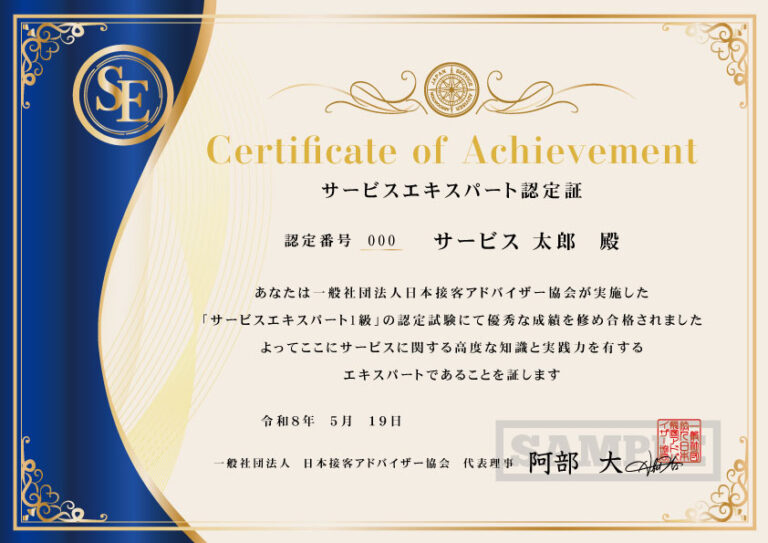 SE
JAPAN SERVICE ADVISER ASSOCIATION
Certificate of Achievement
サービスエキスパート認定証
認定番号 000 サービス 太郎 殿
あなたは一般社団法人日本接客アドバイザー協会が実施した
「サービスエキスパート1級」の認定試験にて優秀な成績を修め合格されました
よってここにサービスに関する高度な知識と実践力を有する
エキスパートであることを証します
令和8年 5月 19日
SAMPLE
一般社団法人 日本接客アドバイザー協会 代表理事 阿部 大